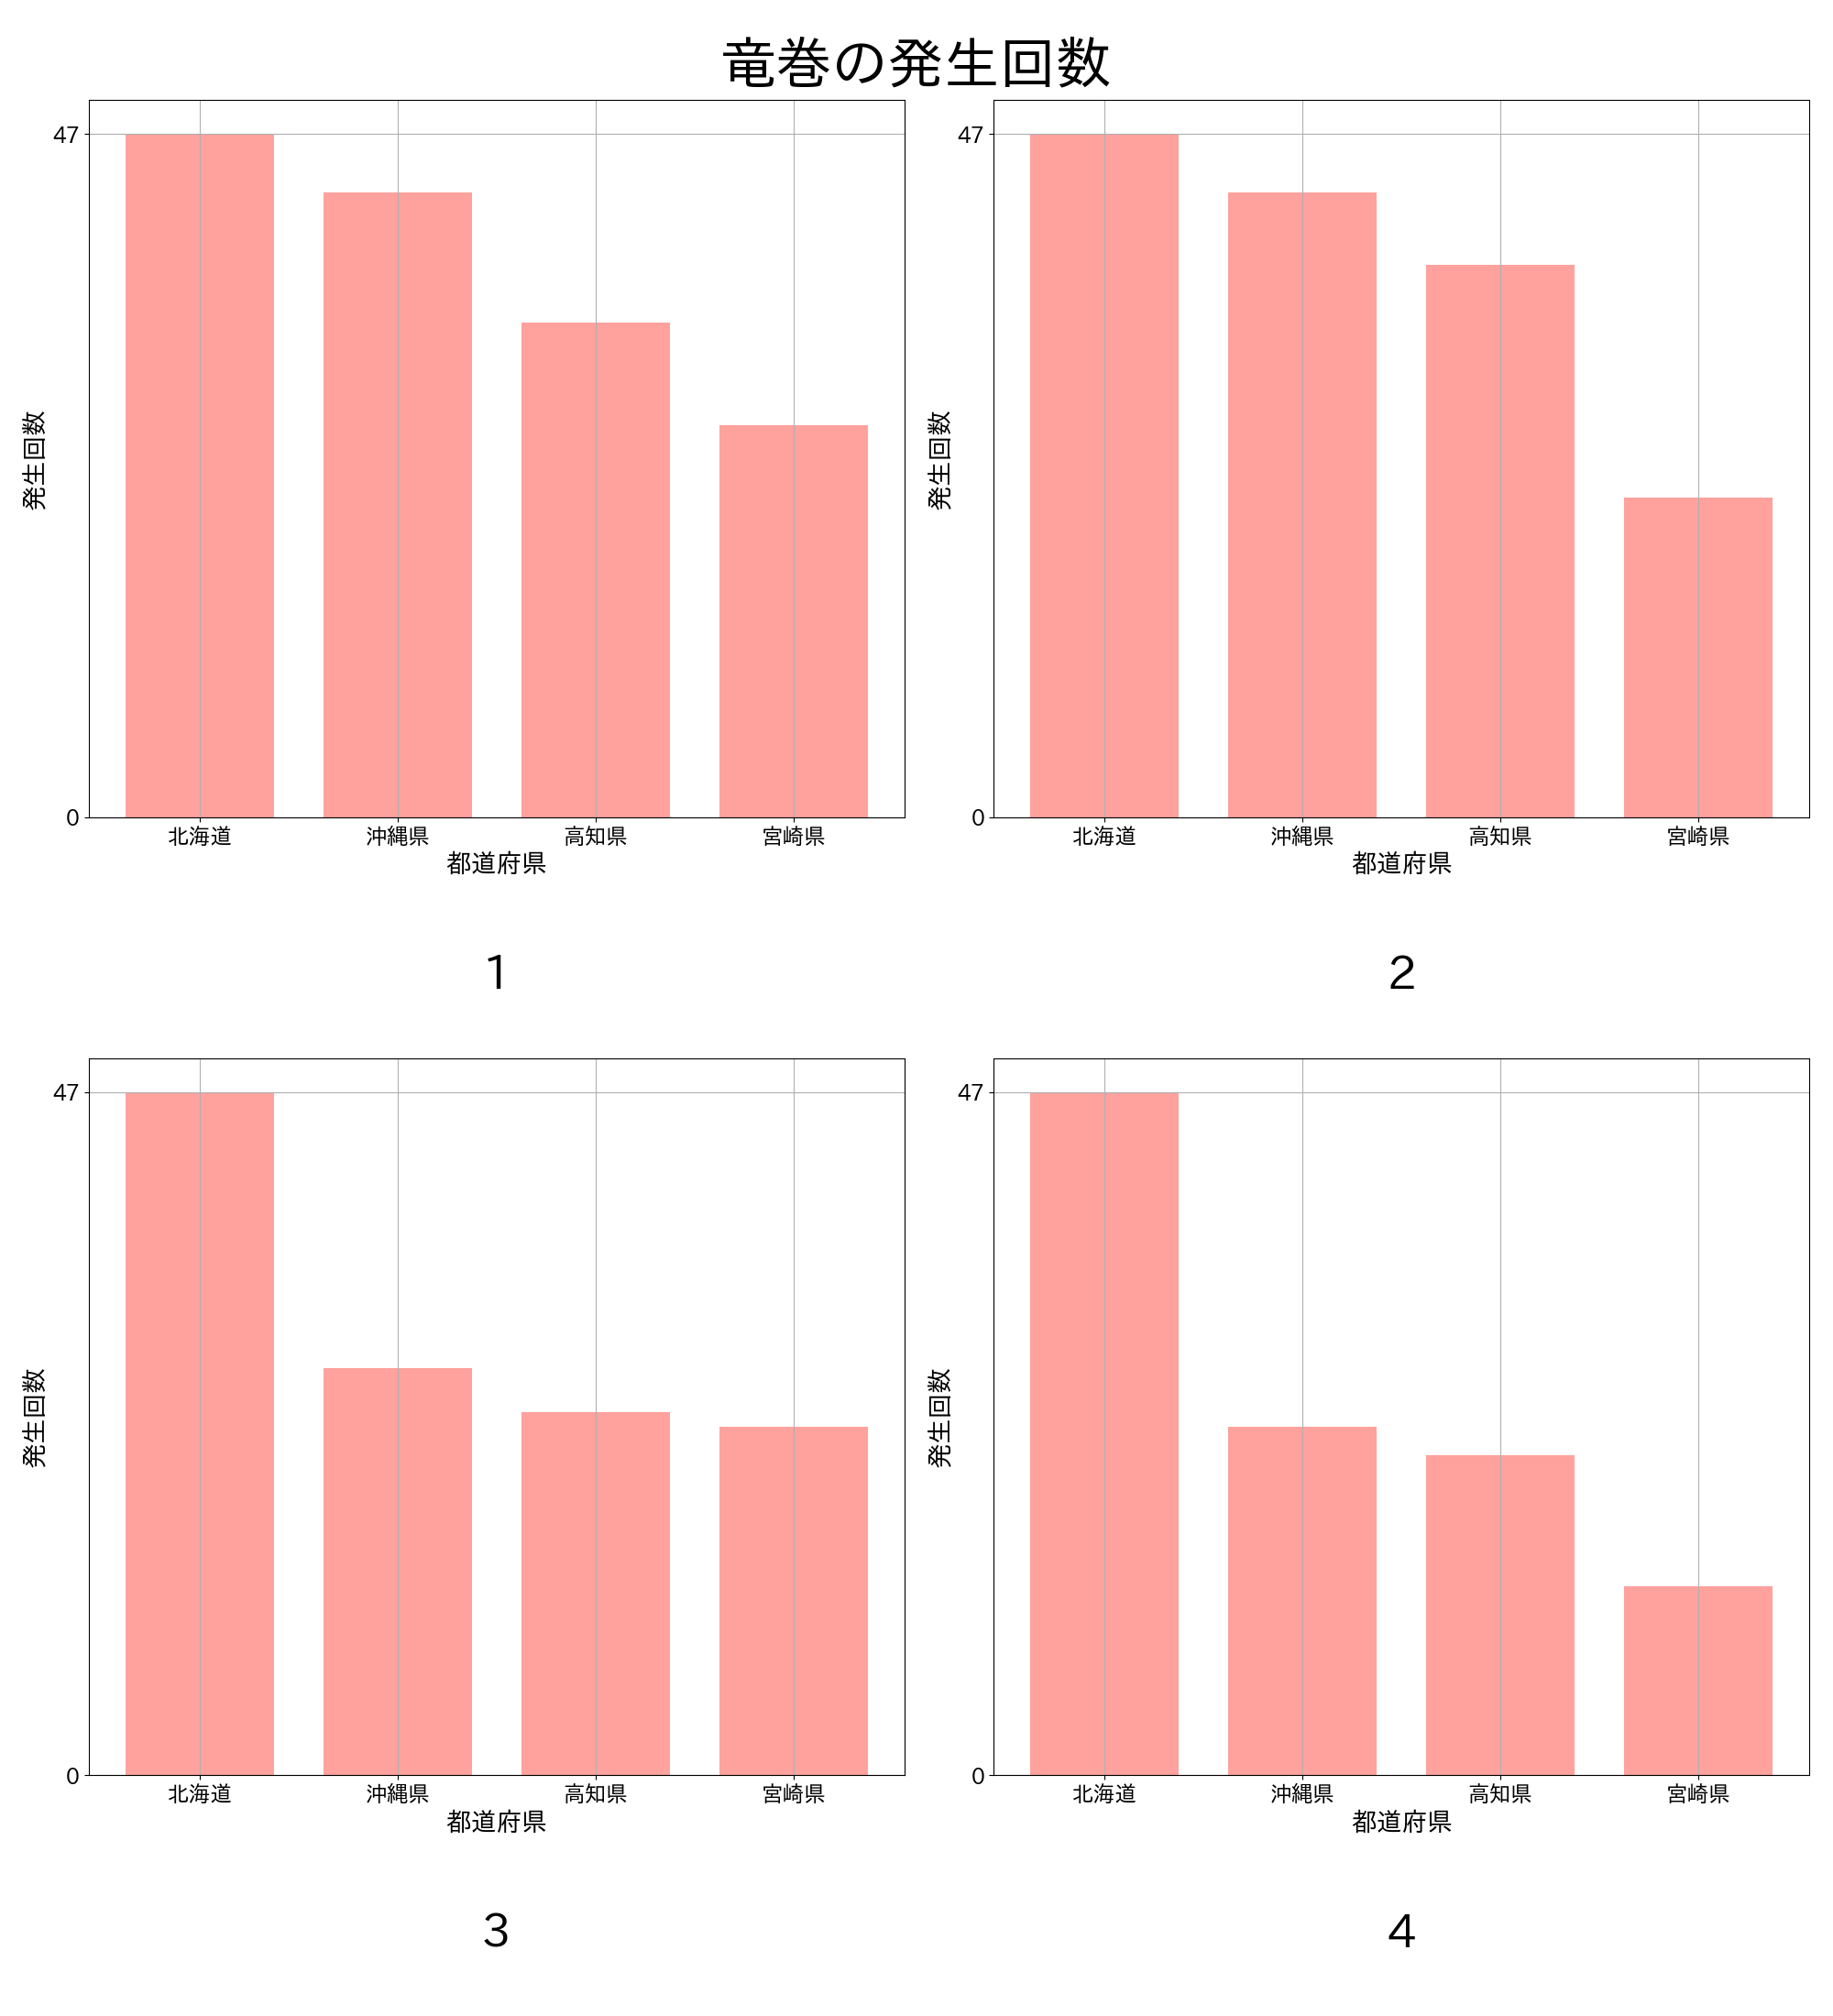 竜巻の発生回数
47
0
発生回数
北海道 沖縄県 高知県 宮崎県
都道府県
1
47
0
発生回数
北海道 沖縄県 高知県 宮崎県
都道府県
2
47
0
発生回数
北海道 沖縄県 高知県 宮崎県
都道府県
3
47
0
発生回数
北海道 沖縄県 高知県 宮崎県
都道府県
4